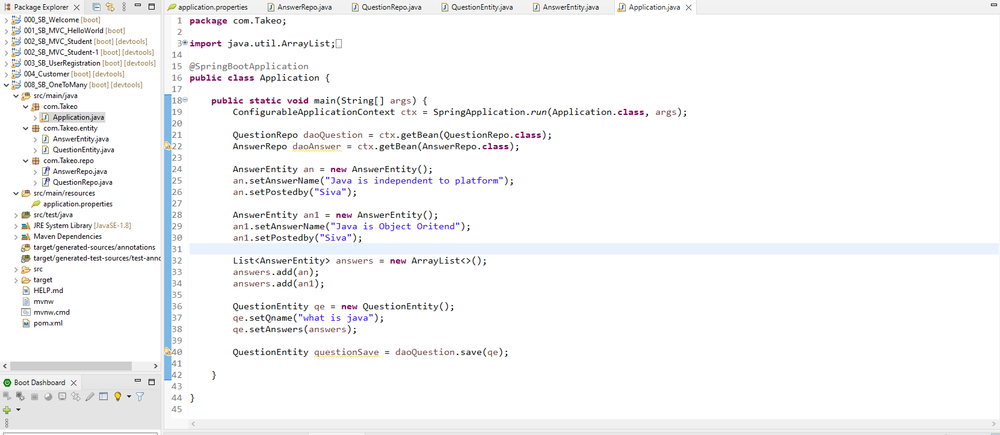 Package Explorer
000_SB_Welcome [boot]
001_SB_MVC_HelloWorld [boot]
002_SB_MVC_Student [boot] [devtools]
002_SB_MVC_Student-1 [boot] [devtools]
003_SB_UserRegistration [boot] [devtools]
004_Customer [boot] [devtools]
008_SB_OneToMany [boot] [devtools]
src/main/java
com.Takeo
Application.java
com.Takeo.entity
AnswerEntity.java
QuestionEntity.java
com.Takeo.repo
AnswerRepo.java
QuestionRepo.java
src/main/resources
application.properties
src/test/java
JRE System Library [JavaSE-1.8]
Maven Dependencies
target/generated-sources/annotations
target/generated-test-sources/test-anno
src
target
HELP.md
mvnw
mvnw.cmd
pom.xml
Boot Dashboard
application.properties AnswerRepo.java QuestionRepo.java QuestionEntity.java AnswerEntity.java Application.java
1 package com.Takeo;
2
3 import java.util.ArrayList;
14
15 @SpringBootApplication
16 public class Application {
17
18 public static void main(String[] args) {
19 ConfigurableApplicationContext ctx = SpringApplication.run(Application.class, args);
20
21 QuestionRepo daoQuestion = ctx.getBean(QuestionRepo.class);
22 AnswerRepo daoAnswer = ctx.getBean(AnswerRepo.class);
23
24 AnswerEntity an = new AnswerEntity();
25 an.setAnswerName("Java is independent to platform");
26 an.setPostedby("Siva");
27
28 AnswerEntity an1 = new AnswerEntity();
29 an1.setAnswerName("Java is Object Oritend");
30 an1.setPostedby("Siva");
31
32 List<AnswerEntity> answers = new ArrayList<>();
33 answers.add(an);
34 answers.add(an1);
35
36 QuestionEntity qe = new QuestionEntity();
37 qe.setQname("what is java");
38 qe.setAnswers(answers);
39
40 QuestionEntity questionSave = daoQuestion.save(qe);
41
42 }
43
44 }
45